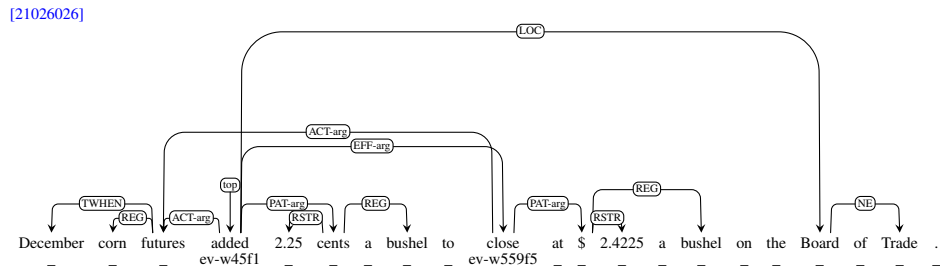 [21026026]
LOC
ACT-arg
EFF-arg
top REG
TWHEN REG ACT-arg PAT-arg RSTR REG PAT-arg RSTR NE
December corn futures added 2.25 cents a bushel to close at $ 2.4225 a bushel on the Board of Trade .
_ _ _ ev-w45f1 _ _ _ _ _ ev-w559f5 _ _ _ _ _ _ _ _ _ _ _